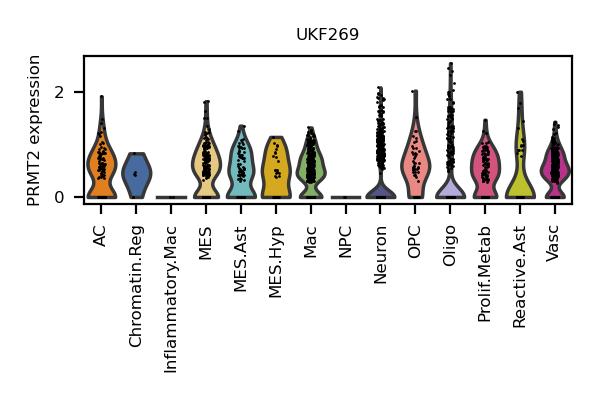 UKF269
PRMT2 expression
2
0
AC
Chromatin.Reg
Inflammatory.Mac
MES
MES.Ast
MES.Hyp
Mac
NPC
Neuron
OPC
Oligo
Prolif.Metab
Reactive.Ast
Vasc